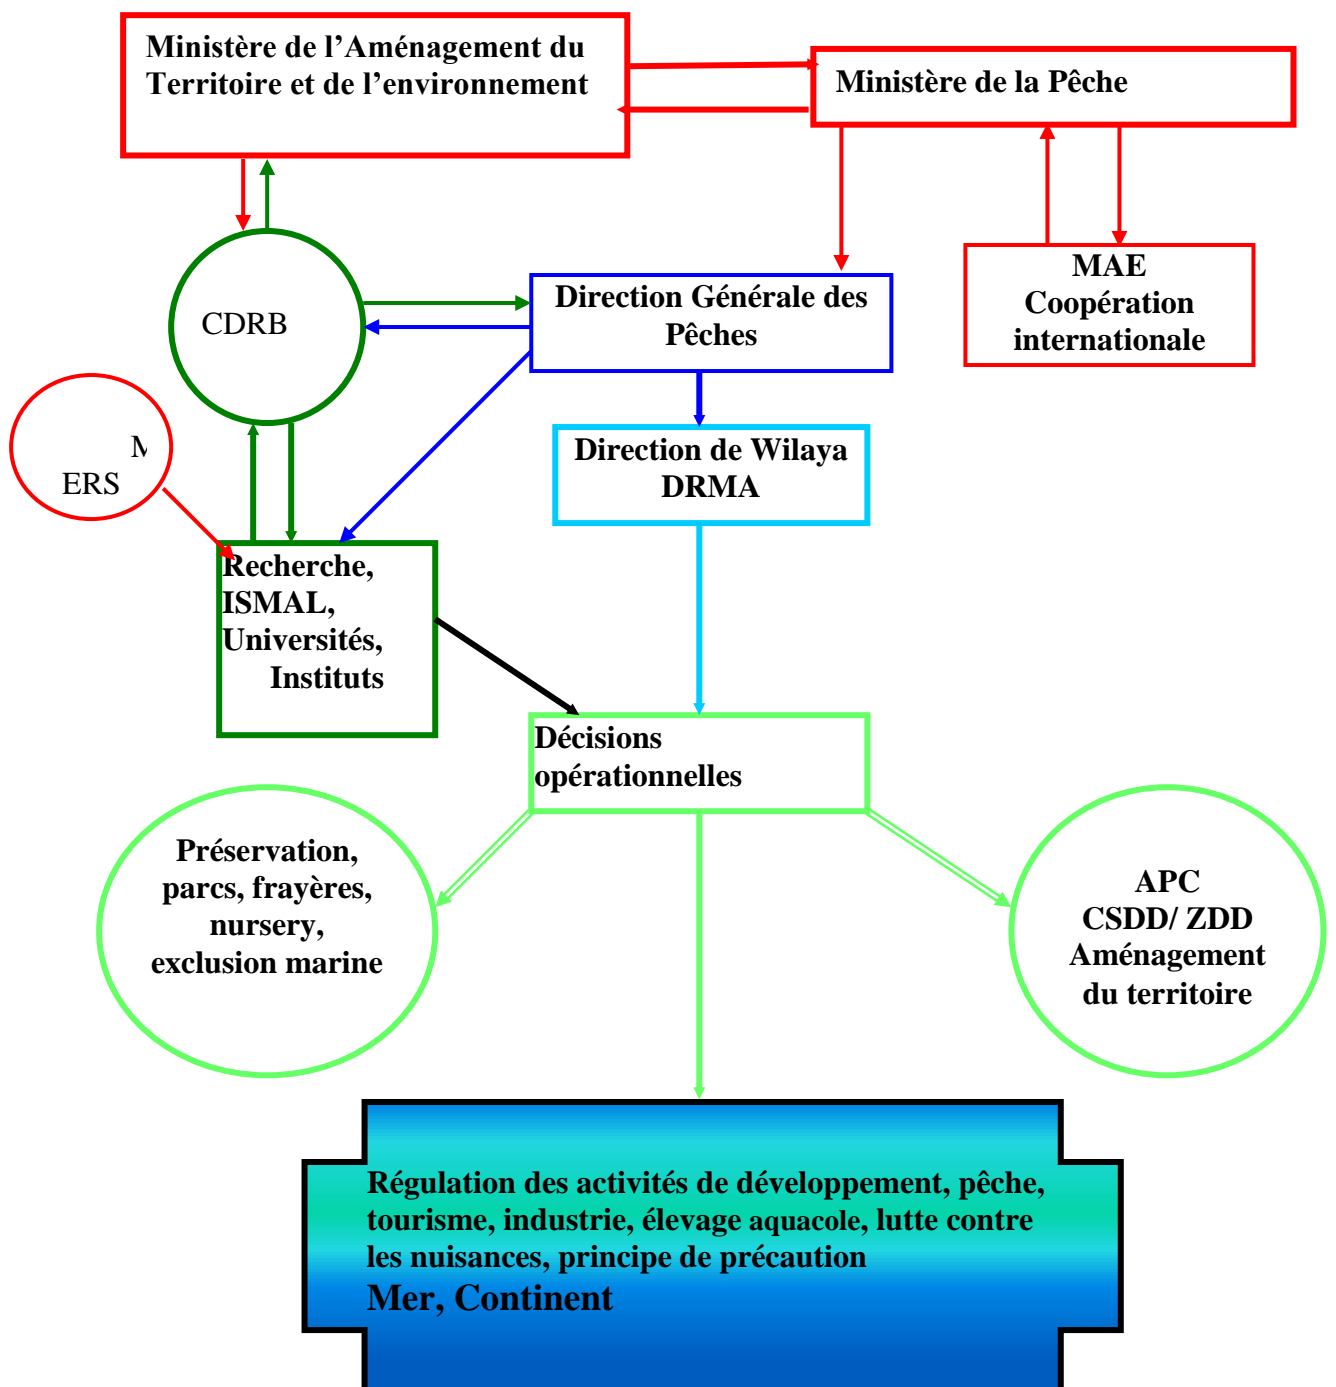 Ministère de l’Aménagement du
Territoire et de l’environnement
Ministère de la Pêche
MAE
Coopération
internationale
Direction Générale des
Pêches
CDRB
Direction de Wilaya
DRMA
ERS
Recherche,
ISMAL,
Universités,
Instituts
Décisions
opérationnelles
Préservation,
parcs, frayères,
nursery,
exclusion marine
APC
CSDD/ ZDD
Aménagement
du territoire
Régulation des activités de développement, pêche,
tourisme, industrie, élevage aquacole, lutte contre
les nuisances, principe de précaution
Mer, Continent